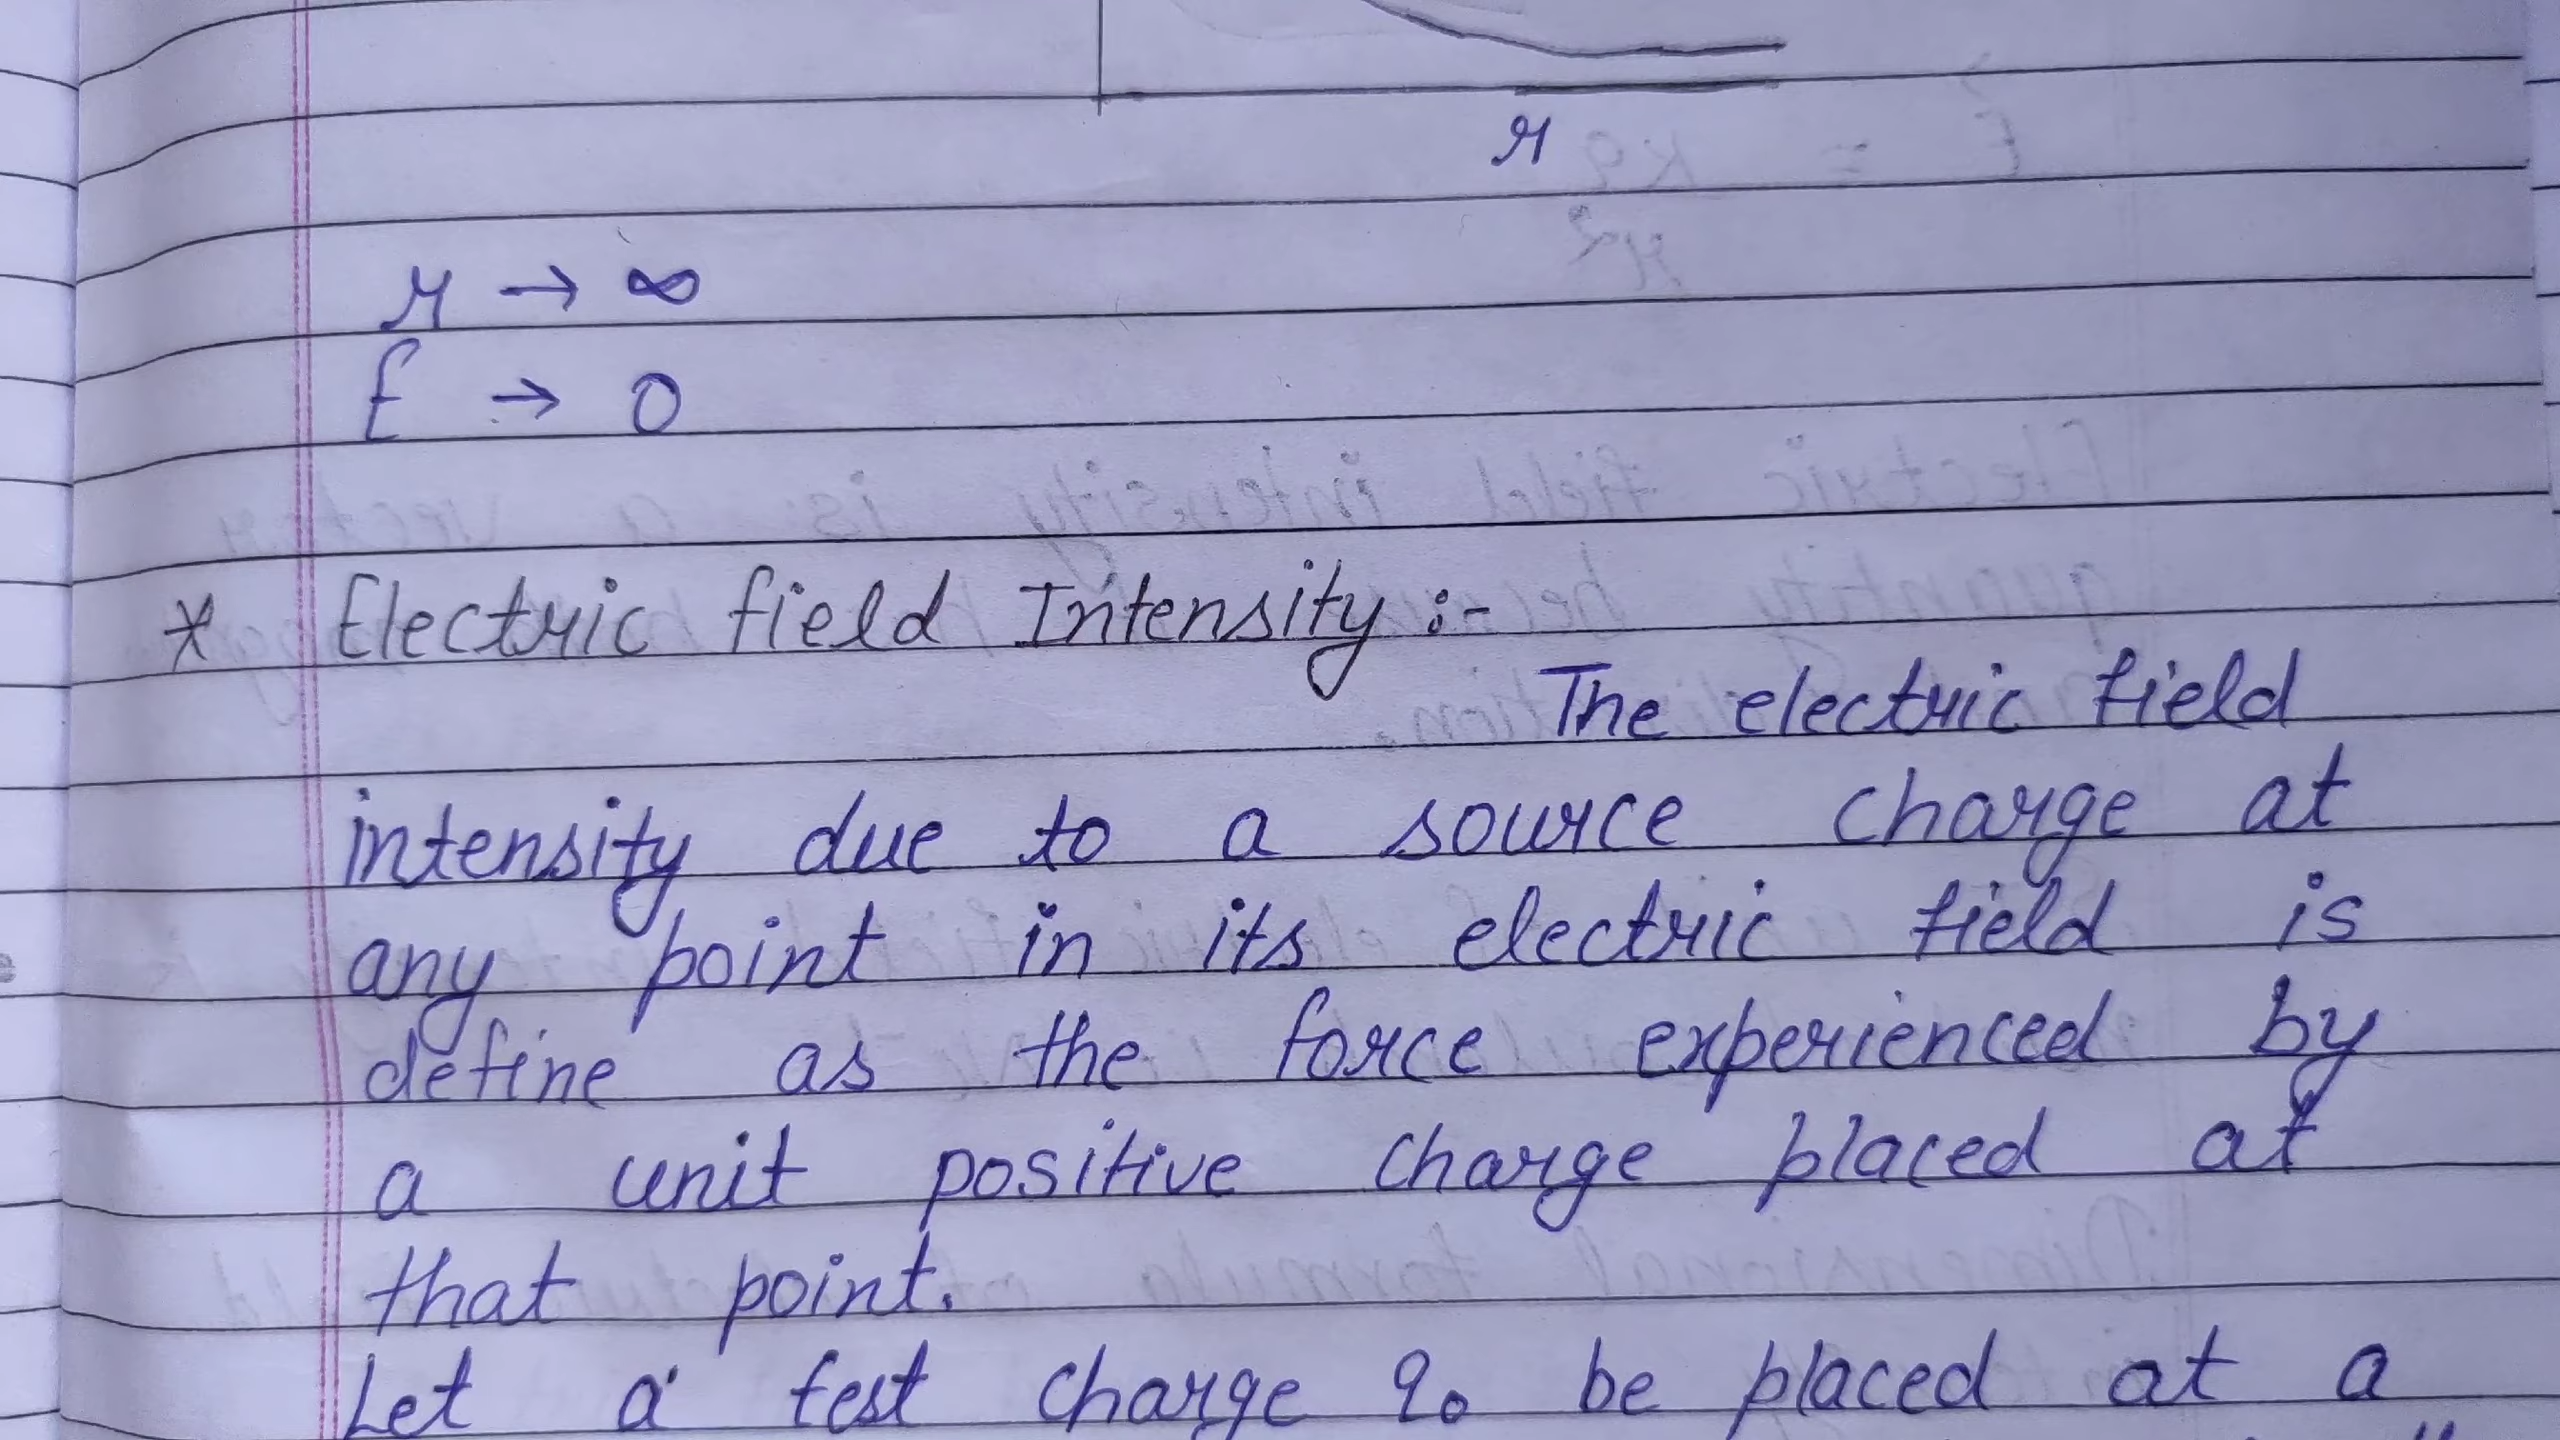 r
r → ∞
E → 0
* Electric field Intensity :-
The electric field
intensity due to a source charge at
any point in its electric field is
define as the force experienced by
a unit positive charge placed at
that point.
Let a test charge q₀ be placed at a